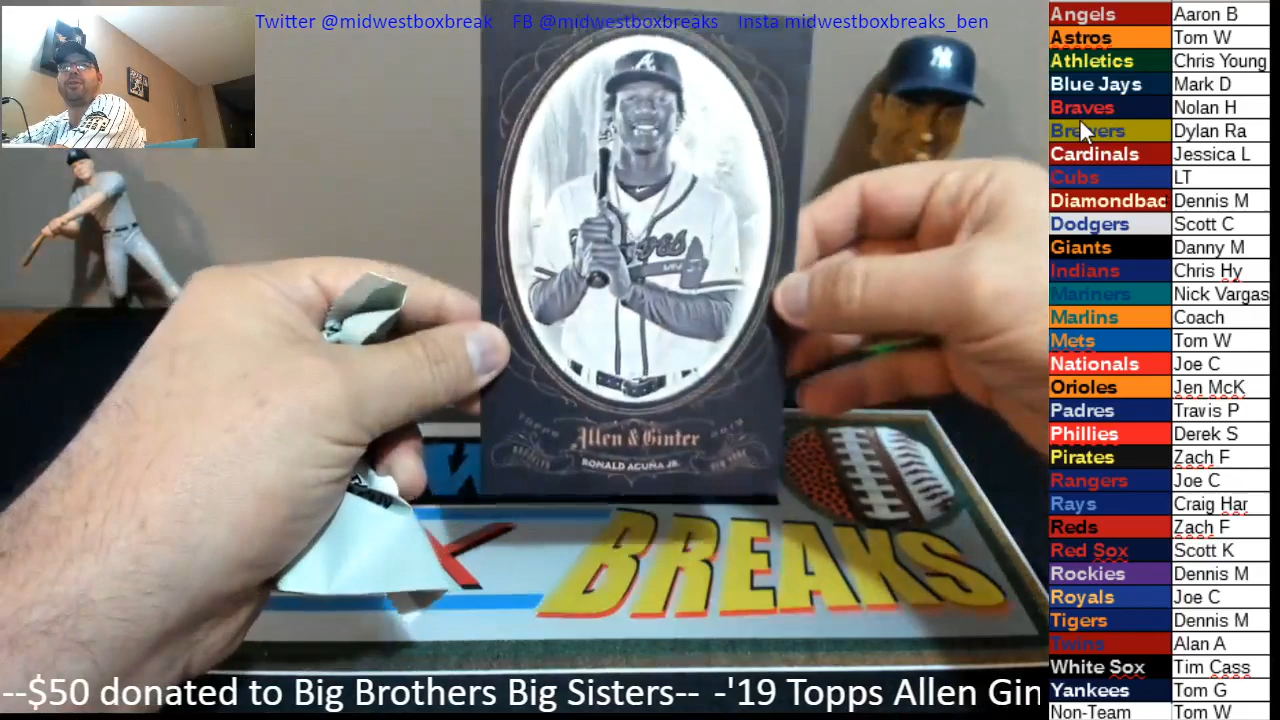 Twitter @midwestboxbreak FB @midwestboxbreaks Insta midwestboxbreaks_ben
Allen & Ginter
RONALD ACUÑA JR.
BREAKS
Angels Aaron B
Astros Tom W
Athletics Chris Young
Blue Jays Mark D
Braves Nolan H
Brewers Dylan Ra
Cardinals Jessica L
Cubs LT
Diamondbac Dennis M
Dodgers Scott C
Giants Danny M
Indians Chris Hy
Mariners Nick Vargas
Marlins Coach
Mets Tom W
Nationals Joe C
Orioles Jen McK
Padres Travis P
Phillies Derek S
Pirates Zach F
Rangers Joe C
Rays Craig Har
Reds Zach F
Red Sox Scott K
Rockies Dennis M
Royals Joe C
Tigers Dennis M
Twins Alan A
White Sox Tim Cass
Yankees Tom G
Non-Team Tom W
--$50 donated to Big Brothers Big Sisters-- -'19 Topps Allen Gin